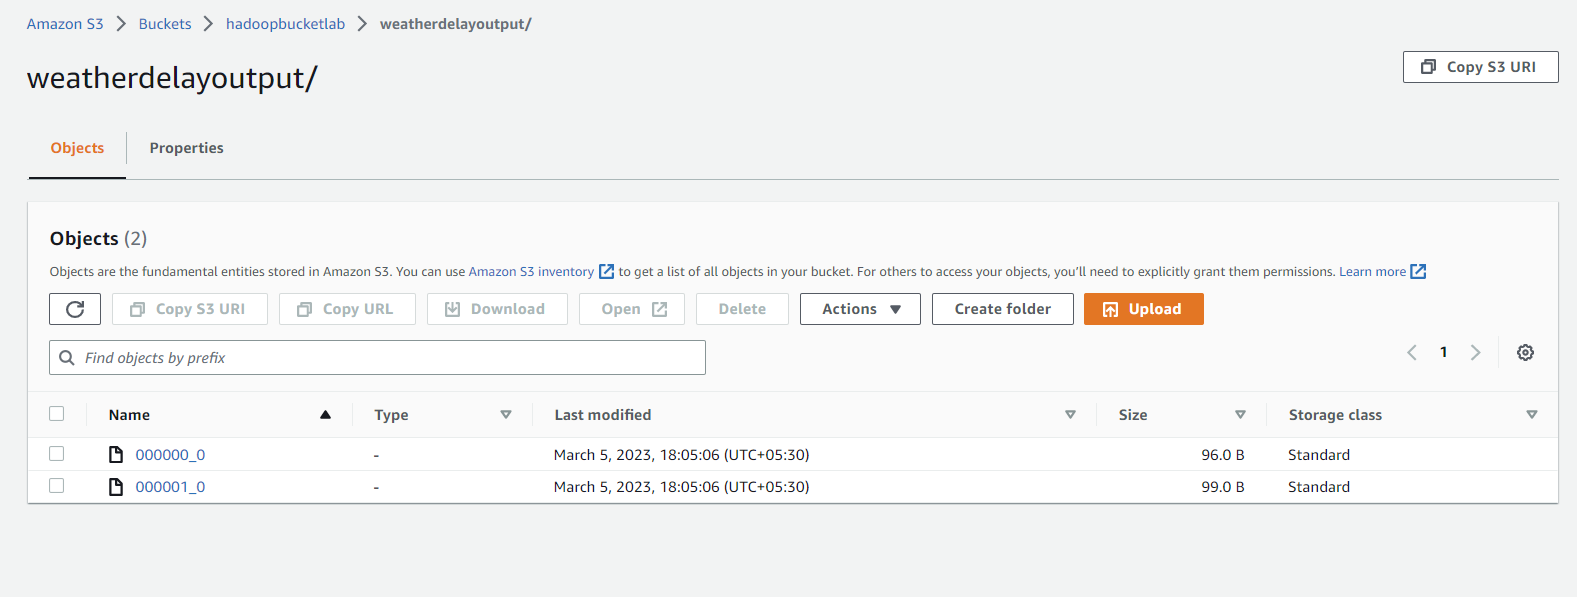 Amazon S3 > Buckets > hadoopbucketlab > weatherdelayoutput/
weatherdelayoutput/
Copy S3 URI
Objects Properties
Objects (2)
Objects are the fundamental entities stored in Amazon S3. You can use Amazon S3 inventory to get a list of all objects in your bucket. For others to access your objects, you'll need to explicitly grant them permissions. Learn more
Copy S3 URI Copy URL Download Open Delete Actions Create folder Upload
Find objects by prefix
< 1 >
Name Type Last modified Size Storage class
000000_0 - March 5, 2023, 18:05:06 (UTC+05:30) 96.0 B Standard
000001_0 - March 5, 2023, 18:05:06 (UTC+05:30) 99.0 B Standard